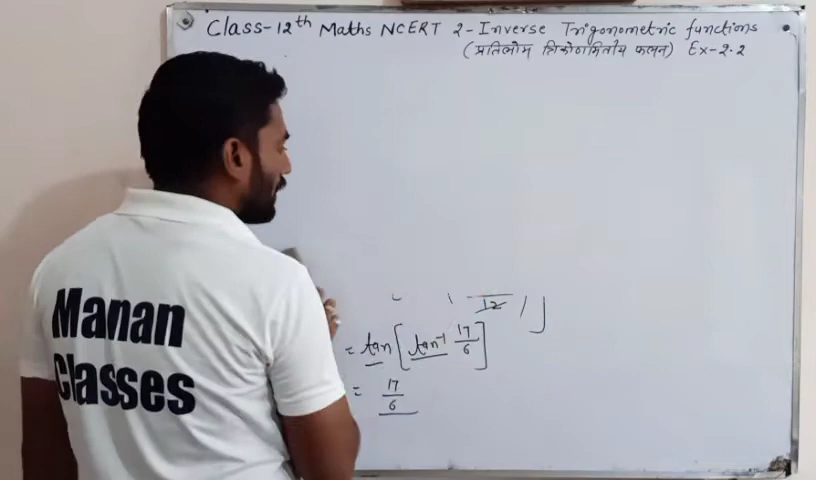 Class-12th Maths NCERT 2-Inverse Trigonometric functions
(प्रतिलोम त्रिकोणमितीय फलन) Ex-2.2
12 ) ]
= tan [ tan⁻¹ 17/6 ]
= 17/6
Manan
Classes